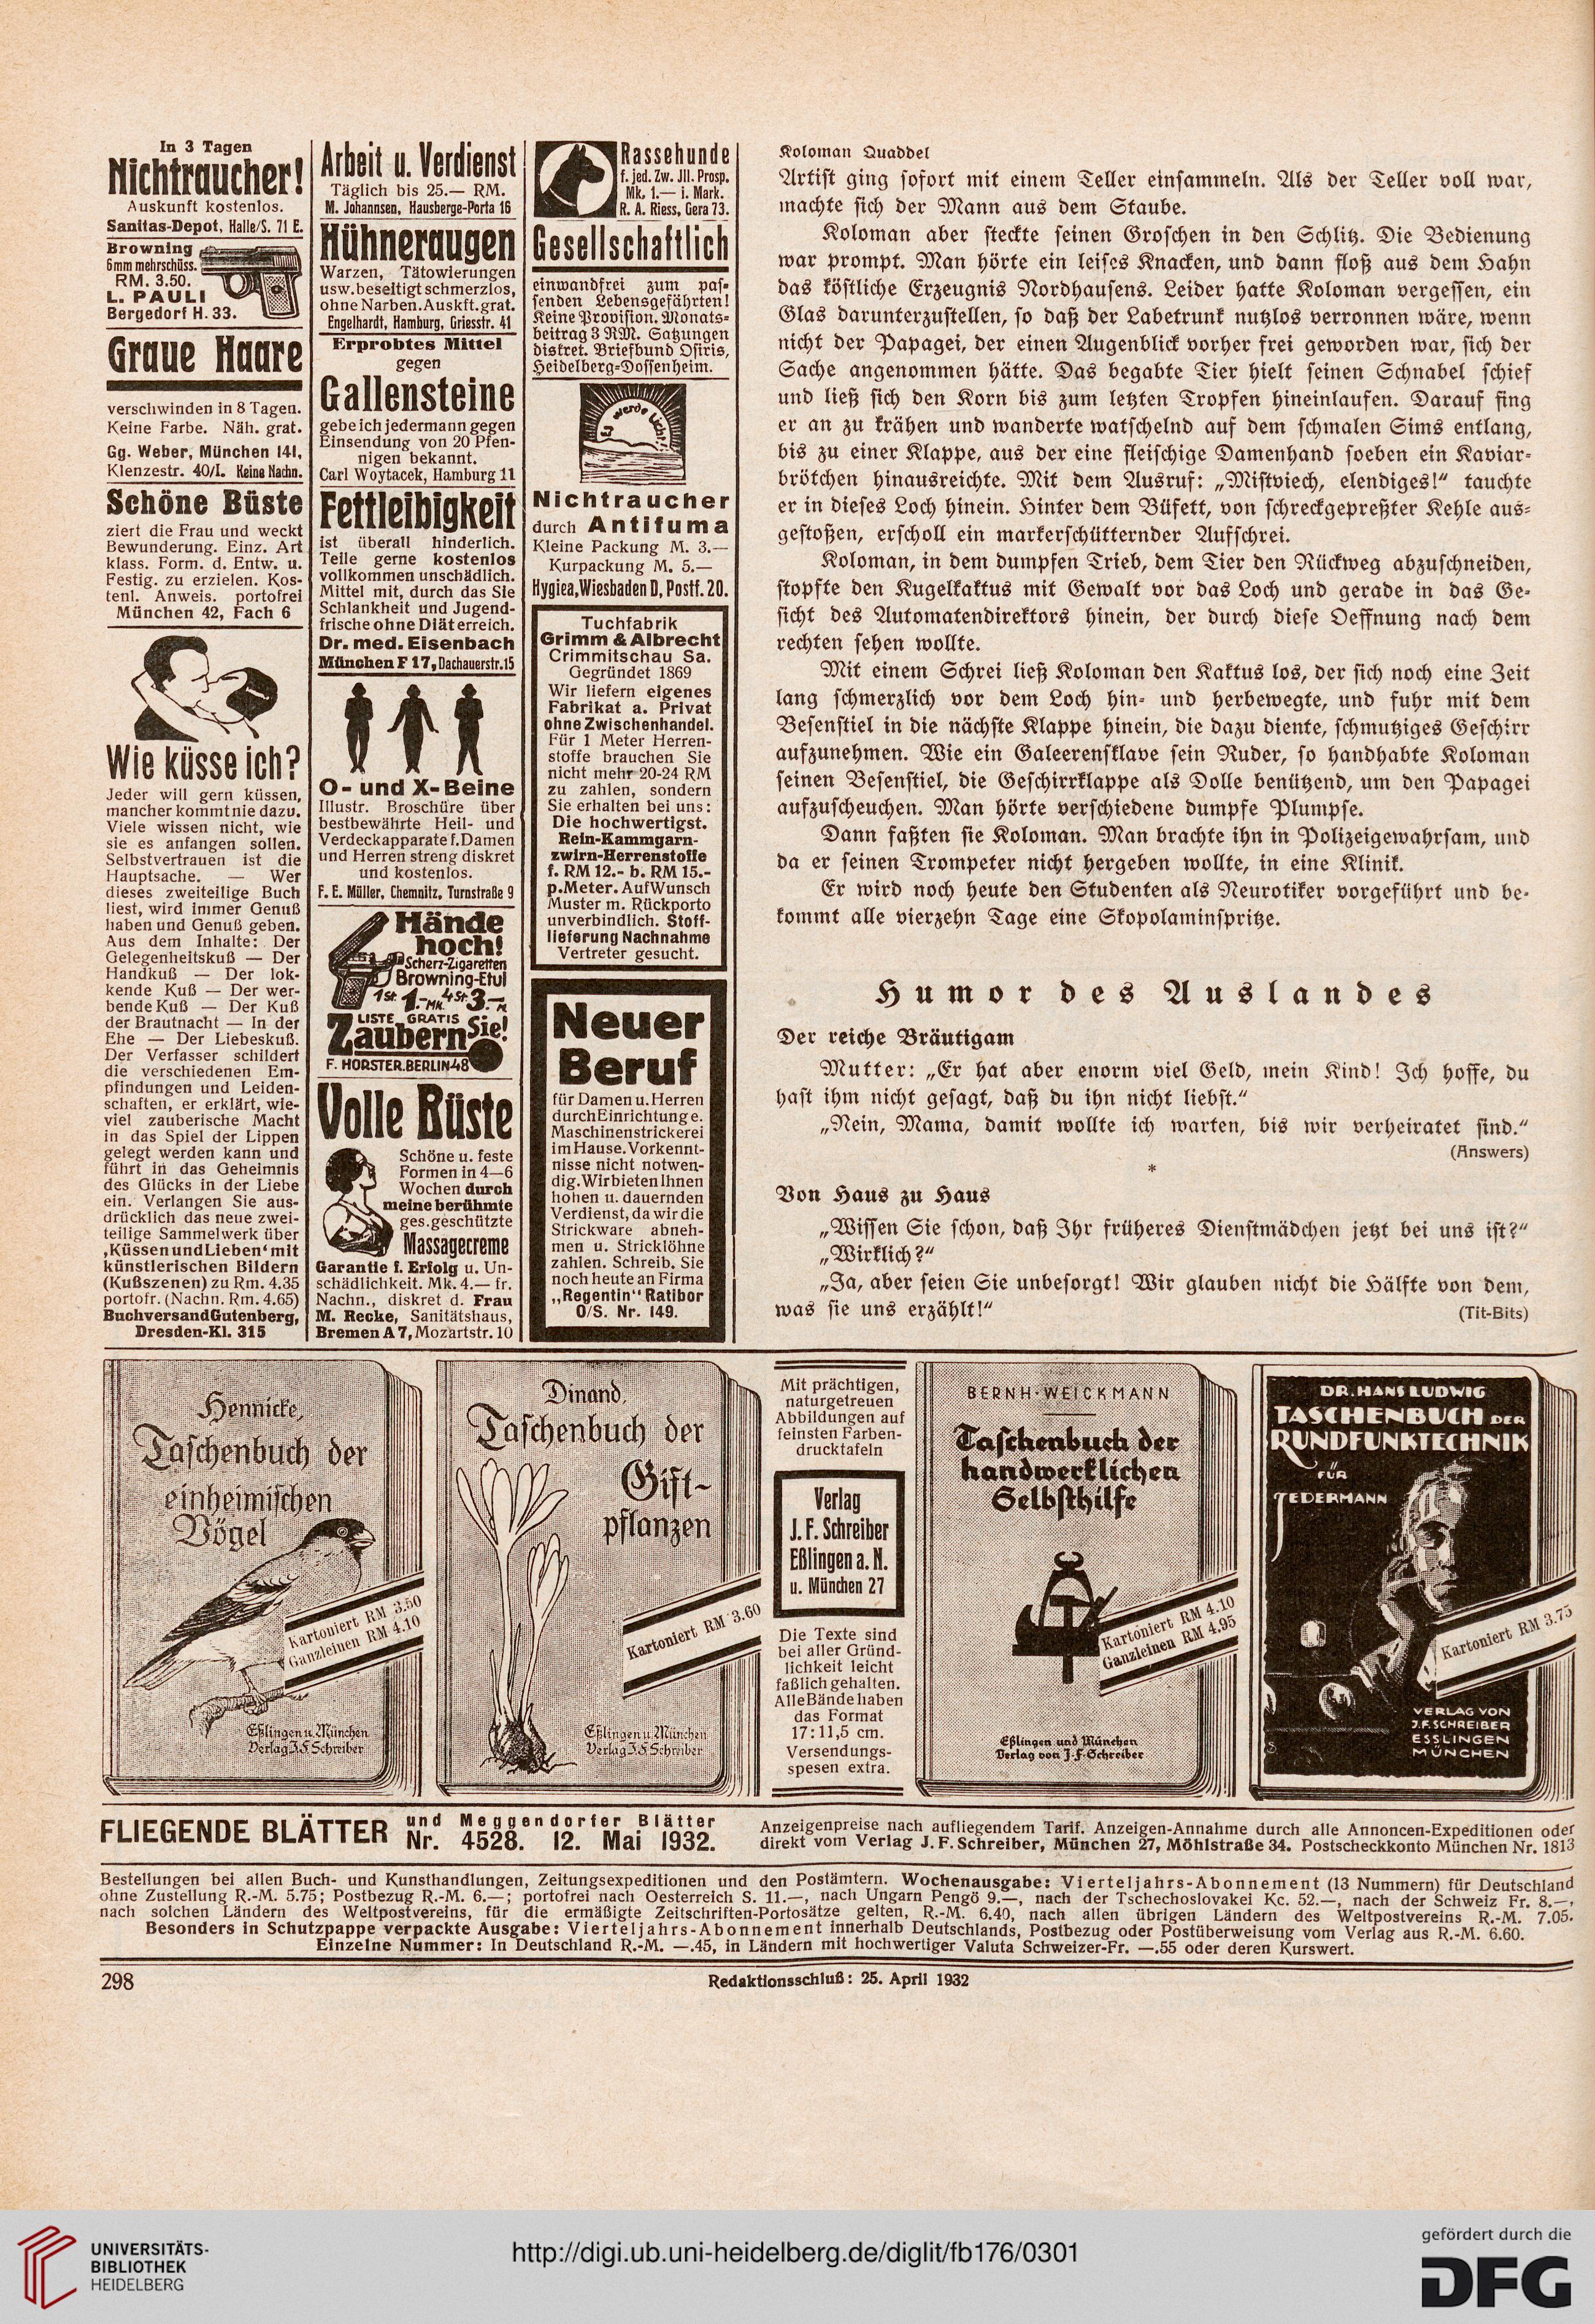 In 3 Tagen
Nichtraucher!
Auskunft kostenlos.
Sanitas-Depot, Halle/S. 71 E.
Browning
6mm mehrschüss.
RM. 3.50.
L. PAULI
Bergedorf H. 33.
Graue Haare
verschwinden in 8 Tagen.
Keine Farbe. Näh. grat.
Gg. Weber, München 141,
Klenzestr. 40/I. Keine Nachn.
Schöne Büste
ziert die Frau und weckt
Bewunderung. Einz. Art
klass. Form. d. Entw. u.
Festig. zu erzielen. Kos-
tenl. Anweis. portofrei
München 42, Fach 6
Wie küsse ich?
Jeder will gern küssen,
mancher kommt nie dazu.
Viele wissen nicht, wie
sie es anfangen sollen.
Selbstvertrauen ist die
Hauptsache. — Wer
dieses zweiteilige Buch
liest, wird immer Genuß
haben und Genuß geben.
Aus dem Inhalte: Der
Gelegenheitskuß — Der
Handkuß — Der lok-
kende Kuß — Der wer-
bende Kuß — Der Kuß
der Brautnacht — In der
Ehe — Der Liebeskuß.
Der Verfasser schildert
die verschiedenen Em-
pfindungen und Leiden-
schaften, er erklärt, wie-
viel zauberische Macht
in das Spiel der Lippen
gelegt werden kann und
führt in das Geheimnis
des Glücks in der Liebe
ein. Verlangen Sie aus-
drücklich das neue zwei-
teilige Sammelwerk über
‚Küssen und Lieben‘ mit
künstlerischen Bildern
(Kußszenen) zu Rm. 4.35
portofr. (Nachn. Rm. 4.65)
Buchversand Gutenberg,
Dresden-Kl. 315
Arbeit u. Verdienst
Täglich bis 25.— RM.
M. Johannsen, Hausberge-Porta 16
Hühneraugen
Warzen, Tätowierungen
usw. beseitigt schmerzlos,
ohne Narben. Auskft. grat.
Engelhardt, Hamburg, Griesstr. 41
Erprobtes Mittel
gegen
Gallensteine
gebe ich jedermann gegen
Einsendung von 20 Pfen-
nigen bekannt.
Carl Woytacek, Hamburg 11
Fettleibigkeit
ist überall hinderlich.
Teile gerne kostenlos
vollkommen unschädlich.
Mittel mit, durch das Sie
Schlankheit und Jugend-
frische ohne Diät erreich.
Dr. med. Eisenbach
München F 17, Dachauerstr. 15
O- und X-Beine
Illustr. Broschüre über
bestbewährte Heil- und
Verdeckapparate f. Damen
und Herren streng diskret
und kostenlos.
F. E. Müller, Chemnitz, Turnstraße 9
Hände
hoch!
Scherz-Zigaretten
Browning-Etui
1 St. 1.- Mk. 4 St. 3.- M
LISTE GRATIS
Zaubern Sie!
F. HORSTER. BERLIN 48
Volle Büste
Schöne u. feste
Formen in 4—6
Wochen durch
meine berühmte
ges. geschützte
Massagecreme
Garantie f. Erfolg u. Un-
schädlichkeit. Mk. 4.— fr.
Nachn., diskret d. Frau
M. Recke, Sanitätshaus,
Bremen A 7, Mozartstr. 10
Rassehunde
f. jed. Zw. Jll. Prosp.
Mk. 1.— i. Mark.
R. A. Riess, Gera 73.
Gesellschaftlich
einwandfrei zum pas-
senden Lebensgefährten!
Keine Provision. Monats-
beitrag 3 RM. Satzungen
diskret. Briefbund Osiris,
Heidelberg-Dossenheim.
Es werde Licht!
Nichtraucher
durch Antifuma
Kleine Packung M. 3.—
Kurpackung M. 5.—
Hygiea, Wiesbaden D, Postf. 20.
Tuchfabrik
Grimm & Albrecht
Crimmitschau Sa.
Gegründet 1869
Wir liefern eigenes
Fabrikat a. Privat
ohne Zwischenhandel.
Für 1 Meter Herren-
stoffe brauchen Sie
nicht mehr 20-24 RM
zu zahlen, sondern
Sie erhalten bei uns:
Die hochwertigst.
Rein-Kammgarn-
zwirn-Herrenstoffe
f. RM 12.- b. RM 15.-
p. Meter. Auf Wunsch
Muster m. Rückporto
unverbindlich. Stoff-
lieferung Nachnahme
Vertreter gesucht.
Neuer
Beruf
für Damen u. Herren
durch Einrichtung e.
Maschinenstrickerei
im Hause. Vorkennt-
nisse nicht notwen-
dig. Wir bieten Ihnen
hohen u. dauernden
Verdienst, da wir die
Strickware abneh-
men u. Stricklöhne
zahlen. Schreib. Sie
noch heute an Firma
„Regentin“ Ratibor
O/S. Nr. 149.
Koloman Quaddel
Artist ging sofort mit einem Teller einsammeln. Als der Teller voll war,
machte sich der Mann aus dem Staube.
Koloman aber steckte seinen Groschen in den Schlitz. Die Bedienung
war prompt. Man hörte ein leises Knacken, und dann floß aus dem Hahn
das köstliche Erzeugnis Nordhausens. Leider hatte Koloman vergessen, ein
Glas darunterzustellen, so daß der Labetrunk nutzlos verronnen wäre, wenn
nicht der Papagei, der einen Augenblick vorher frei geworden war, sich der
Sache angenommen hätte. Das begabte Tier hielt seinen Schnabel schief
und ließ sich den Korn bis zum letzten Tropfen hineinlaufen. Darauf fing
er an zu krähen und wanderte watschelnd auf dem schmalen Sims entlang,
bis zu einer Klappe, aus der eine fleischige Damenhand soeben ein Kaviar-
brötchen hinausreichte. Mit dem Ausruf: „Mistviech, elendiges!“ tauchte
er in dieses Loch hinein. Hinter dem Büfett, von schreckgepreßter Kehle aus-
gestoßen, erscholl ein markerschütternder Aufschrei.
Koloman, in dem dumpfen Trieb, dem Tier den Rückweg abzuschneiden,
stopfte den Kugelkaktus mit Gewalt vor das Loch und gerade in das Ge-
sicht des Automatendirektors hinein, der durch diese Oeffnung nach dem
rechten sehen wollte.
Mit einem Schrei ließ Koloman den Kaktus los, der sich noch eine Zeit
lang schmerzlich vor dem Loch hin- und herbewegte, und fuhr mit dem
Besenstiel in die nächste Klappe hinein, die dazu diente, schmutziges Geschirr
aufzunehmen. Wie ein Galeerensklave sein Ruder, so handhabte Koloman
seinen Besenstiel, die Geschirrklappe als Dolle benützend, um den Papagei
aufzuscheuchen. Man hörte verschiedene dumpfe Plumpse.
Dann faßten sie Koloman. Man brachte ihn in Polizeigewahrsam, und
da er seinen Trompeter nicht hergeben wollte, in eine Klinik.
Er wird noch heute den Studenten als Neurotiker vorgeführt und be-
kommt alle vierzehn Tage eine Skopolaminspritze.
Humor des Auslandes
Der reiche Bräutigam
Mutter: „Er hat aber enorm viel Geld, mein Kind! Ich hoffe, du
hast ihm nicht gesagt, daß du ihn nicht liebst.“
„Nein, Mama, damit wollte ich warten, bis wir verheiratet sind.“
(Answers)
*
Von Haus zu Haus
„Wissen Sie schon, daß Ihr früheres Dienstmädchen jetzt bei uns ist?“
„Wirklich?“
„Ja, aber seien Sie unbesorgt! Wir glauben nicht die Hälfte von dem,
was sie uns erzählt!“ (Tit-Bits)
Hennicke,
Taschenbuch der
einheimischen
Vögel
Kartoniert RM 3.50
Ganzleinen RM 4.10
Eßlingen u. München
Verlag J.F. Schreiber
Dinand,
Taschenbuch der
Gift-
pflanzen
Kartoniert RM 3.60
Eßlingen u. München
Verlag J.F. Schreiber
Mit prächtigen,
naturgetreuen
Abbildungen auf
feinsten Farben-
drucktafeln
Verlag
J. F. Schreiber
Eßlingen a. N.
u. München 27
Die Texte sind
bei aller Gründ-
lichkeit leicht
faßlich gehalten.
Alle Bände haben
das Format
17:11,5 cm.
Versendungs-
spesen extra.
BERNH·WEICKMANN
Taschenbuch der
handwerklichen
Selbsthilfe
Kartoniert RM 4.10
Ganzleinen RM 4.95
Eßlingen und München
Verlag von J·F·Schreiber
DR. HANS LUDWIG
TASCHENBUCH DER
RUNDFUNKTECHNIK
FÜR
JEDERMANN
Kartoniert RM 3.75
VERLAG VON
J.F. SCHREIBER
ESSLINGEN
MÜNCHEN
FLIEGENDE BLÄTTER und Meggendorfer Blätter
Nr. 4528. 12. Mai 1932.
Anzeigenpreise nach aufliegendem Tarif. Anzeigen-Annahme durch alle Annoncen-Expeditionen oder
direkt vom Verlag J. F. Schreiber, München 27, Möhlstraße 34. Postscheckkonto München Nr. 1813
Bestellungen bei allen Buch- und Kunsthandlungen, Zeitungsexpeditionen und den Postämtern. Wochenausgabe: Vierteljahrs-Abonnement (13 Nummern) für Deutschland
ohne Zustellung R.-M. 5.75; Postbezug R.-M. 6.—; portofrei nach Oesterreich S. 11.—, nach Ungarn Pengö 9.—, nach der Tschechoslovakei Kc. 52.—, nach der Schweiz Fr. 8.—,
nach solchen Ländern des Weltpostvereins, für die ermäßigte Zeitschriften-Portosätze gelten, R.-M. 6.40, nach allen übrigen Ländern des Weltpostvereins R.-M. 7.05.
Besonders in Schutzpappe verpackte Ausgabe: Vierteljahrs-Abonnement innerhalb Deutschlands, Postbezug oder Postüberweisung vom Verlag aus R.-M. 6.60.
Einzelne Nummer: In Deutschland R.-M. —.45, in Ländern mit hochwertiger Valuta Schweizer-Fr. —.55 oder deren Kurswert.
298
Redaktionsschluß: 25. April 1932
UNIVERSITÄTS-
BIBLIOTHEK
HEIDELBERG
http://digi.ub.uni-heidelberg.de/diglit/fb176/0301
gefördert durch die
DFG